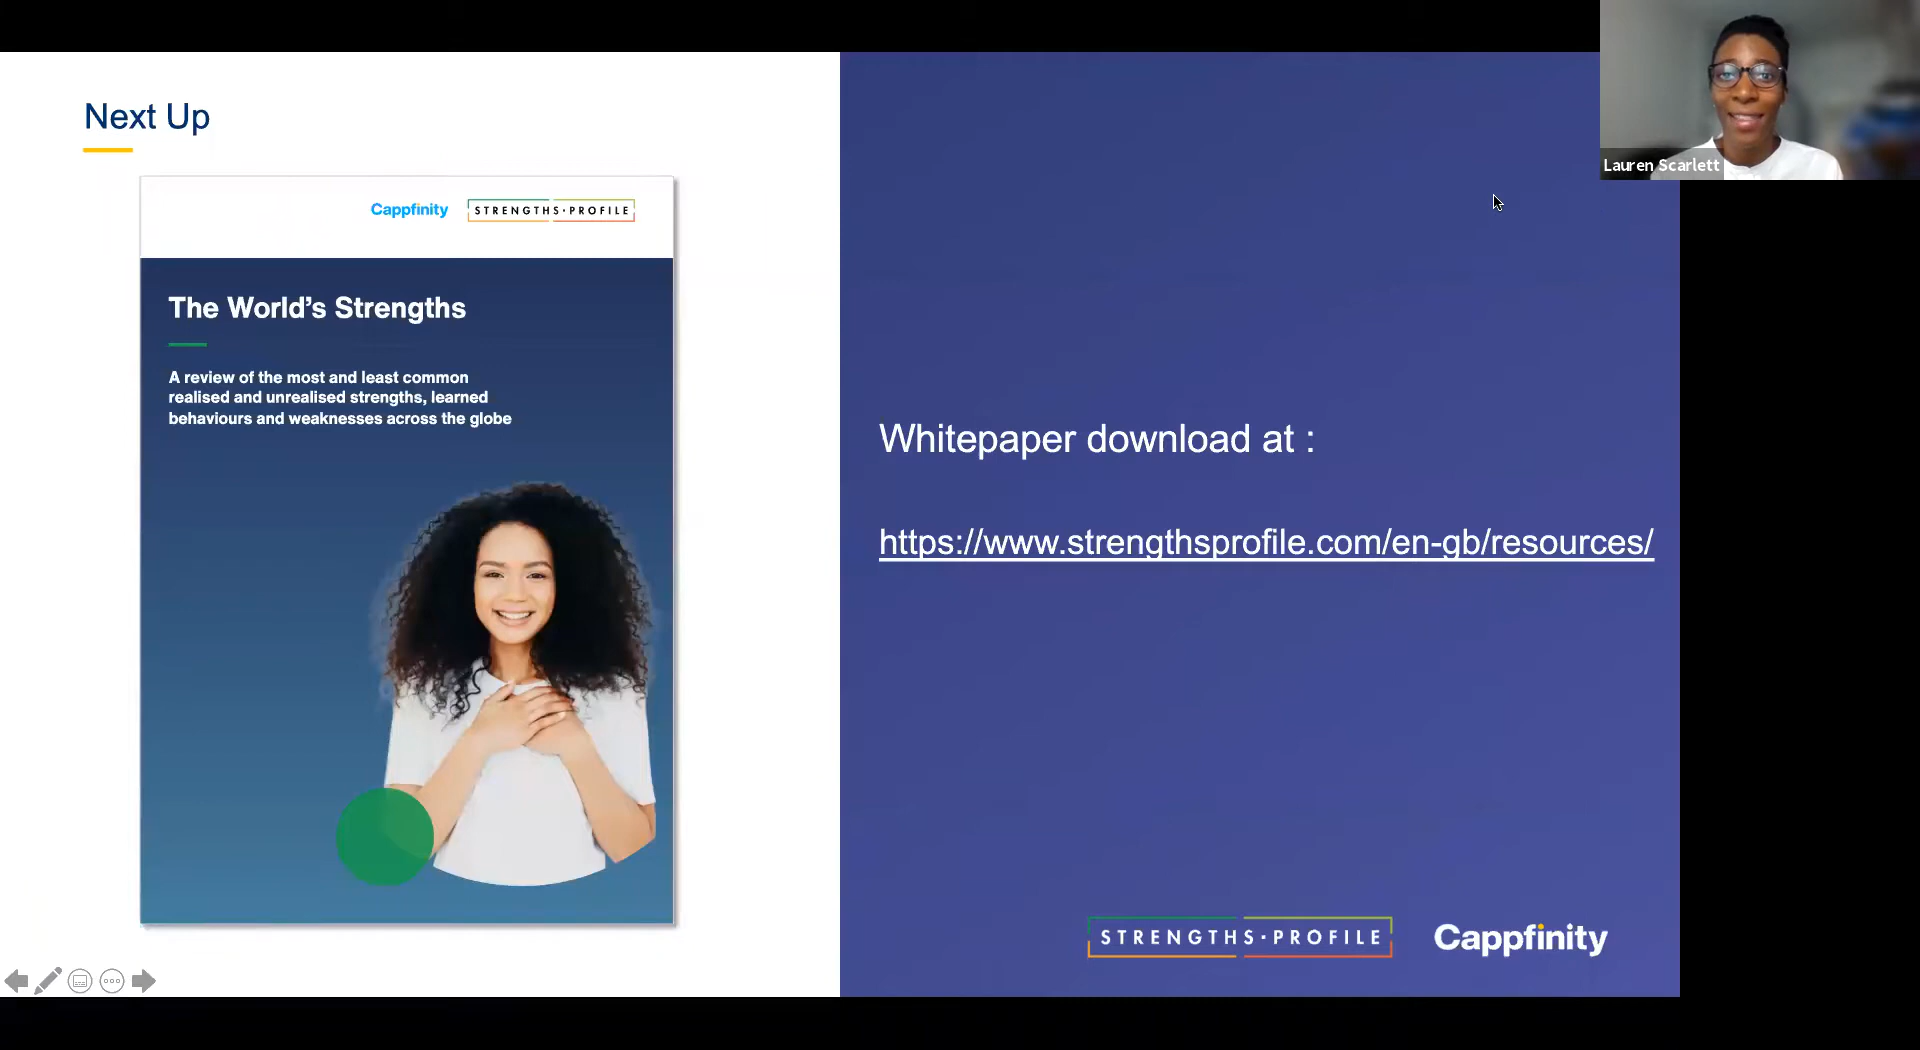 Next Up
Cappfinity
STRENGTHS·PROFILE
The World's Strengths
A review of the most and least common
realised and unrealised strengths, learned
behaviours and weaknesses across the globe
Whitepaper download at :
https://www.strengthsprofile.com/en-gb/resources/
STRENGTHS·PROFILE
Cappfinity
Lauren Scarlett